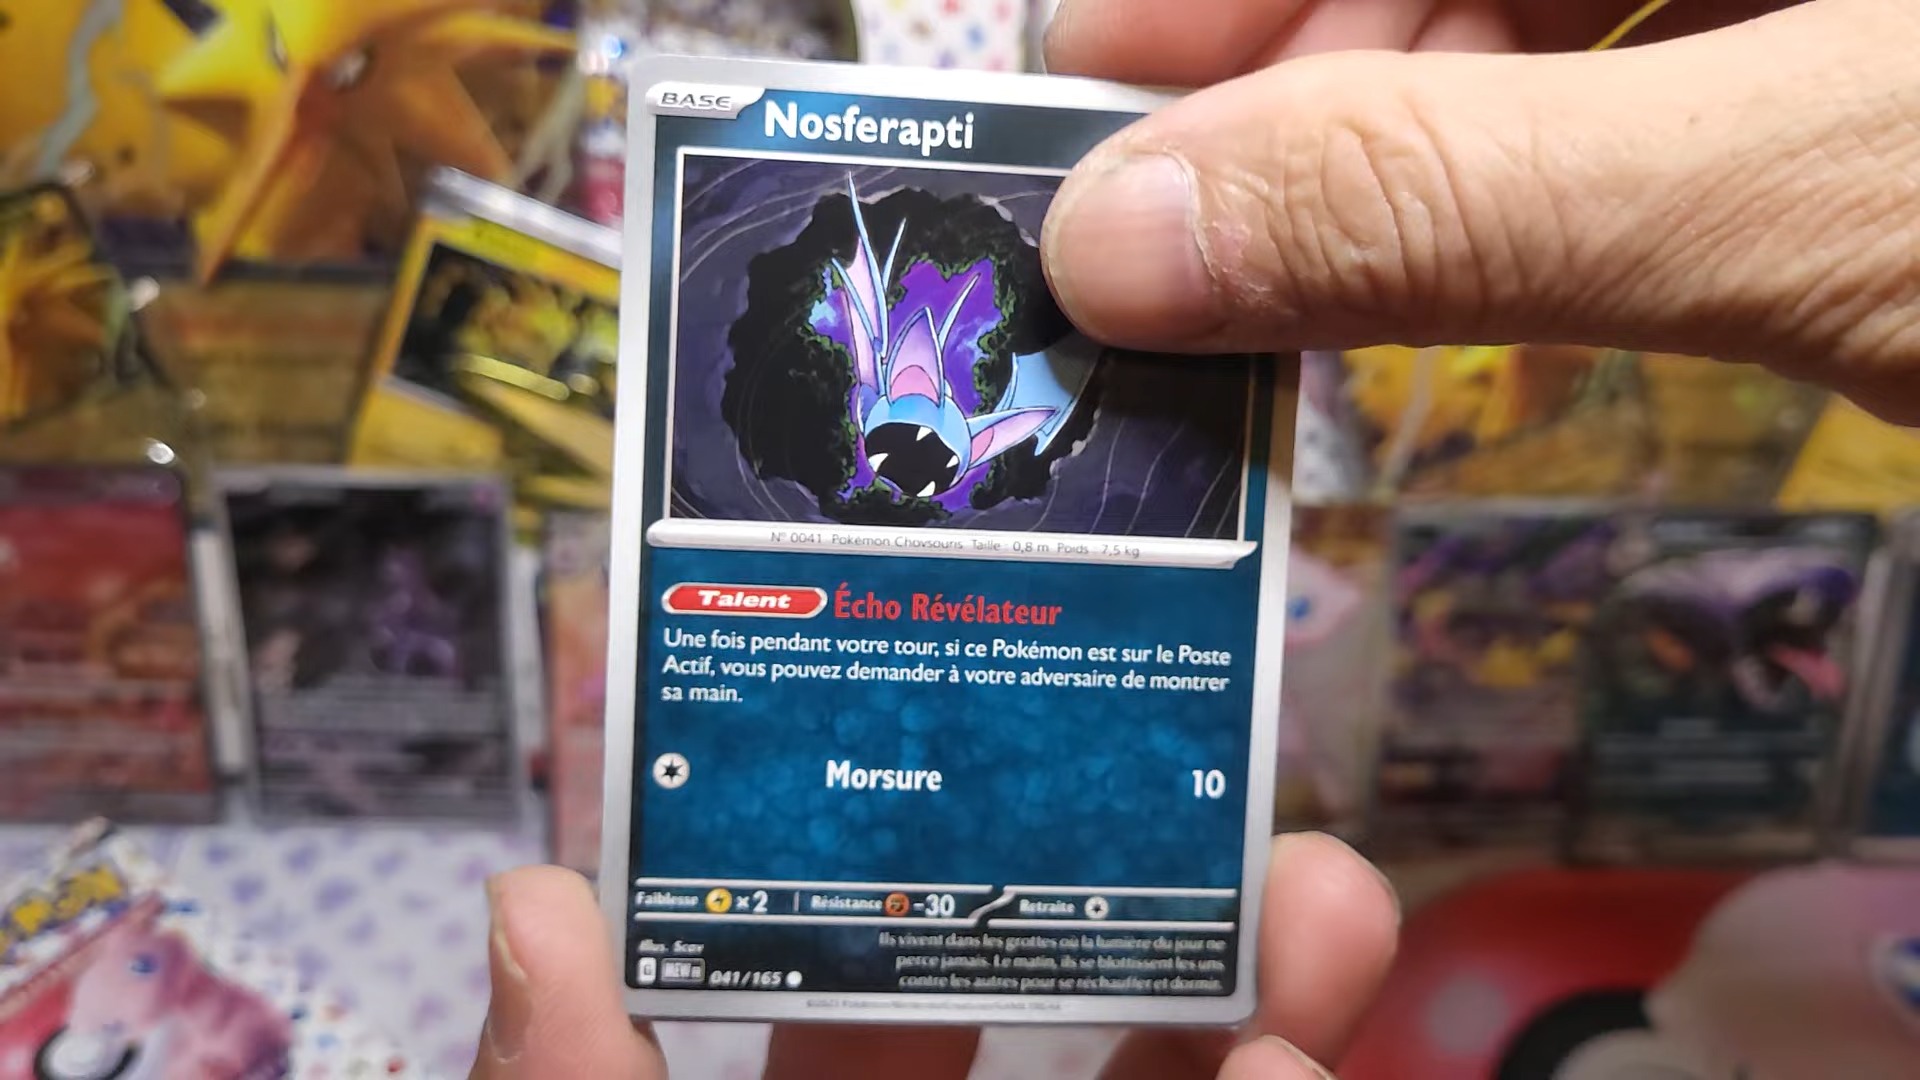 BASE
Nosferapti
N° 0041 Pokémon Chovsouris Taille : 0,8 m Poids : 7,5 kg
Talent Écho Révélateur
Une fois pendant votre tour, si ce Pokémon est sur le Poste
Actif, vous pouvez demander à votre adversaire de montrer
sa main.
Morsure 10
Faiblesse ×2 Résistance -30 Retraite
Illus. Scav
Ils vivent dans les grottes où la lumière du jour ne
perce jamais. Le matin, ils se blottissent les uns
contre les autres pour se réchauffer et dormir.
G MEW FR 041/165